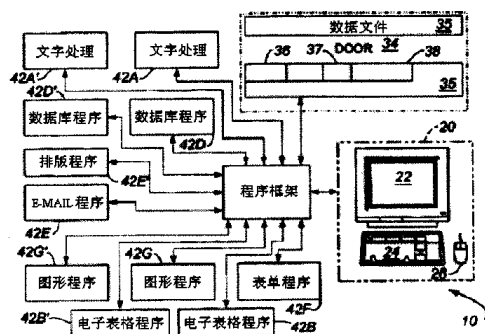 数据文件 35
文字处理
文字处理
42A'
42A
36 37 DOOR 34 38
35
42D'
数据库程序
数据库程序
42D
20
排版程序
42E'
程序框架
22
E-MAIL 程序
42E
24
26
42G'
42G
图形程序
图形程序
表单程序
42F
10
42B'
电子表格程序
电子表格程序
42B